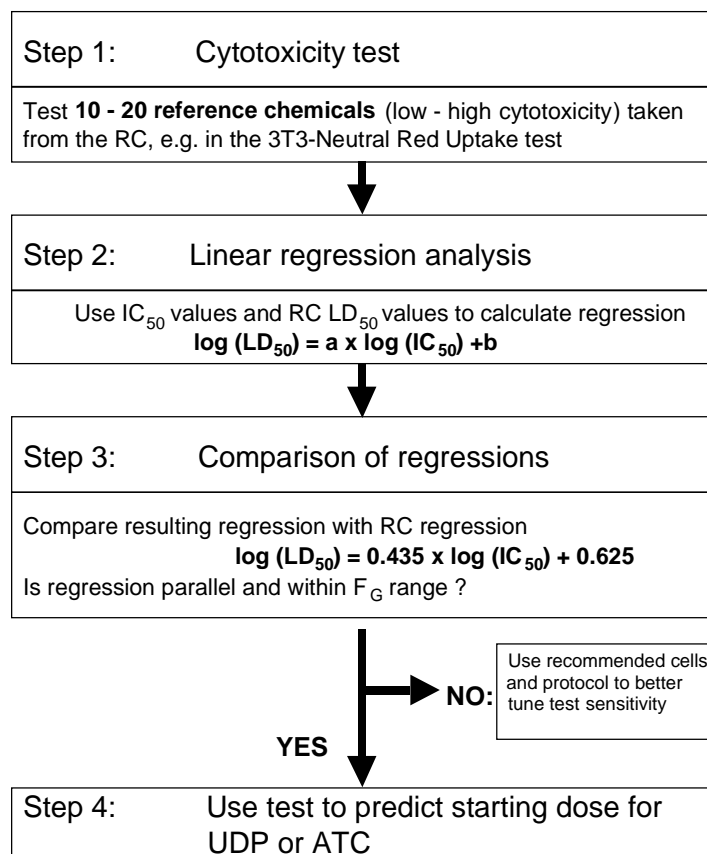 Step 1: Cytotoxicity test
Test 10 - 20 reference chemicals (low - high cytotoxicity) taken
from the RC, e.g. in the 3T3-Neutral Red Uptake test
Step 2: Linear regression analysis
Use IC50 values and RC LD50 values to calculate regression
log (LD50) = a x log (IC50) +b
Step 3: Comparison of regressions
Compare resulting regression with RC regression
log (LD50) = 0.435 x log (IC50) + 0.625
Is regression parallel and within FG range ?
NO:
Use recommended cells
and protocol to better
tune test sensitivity
YES
Step 4: Use test to predict starting dose for
UDP or ATC